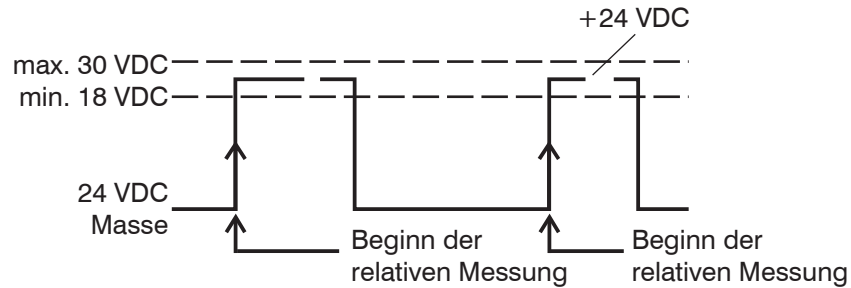 +24 VDC
max. 30 VDC
min. 18 VDC
24 VDC
Masse
Beginn der
relativen Messung
Beginn der
relativen Messung